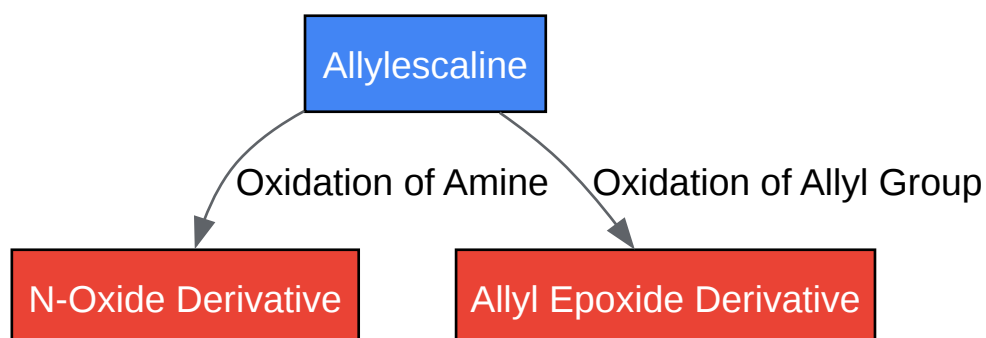 Allylescaline
Oxidation of Amine
Oxidation of Allyl Group
N-Oxide Derivative
Allyl Epoxide Derivative